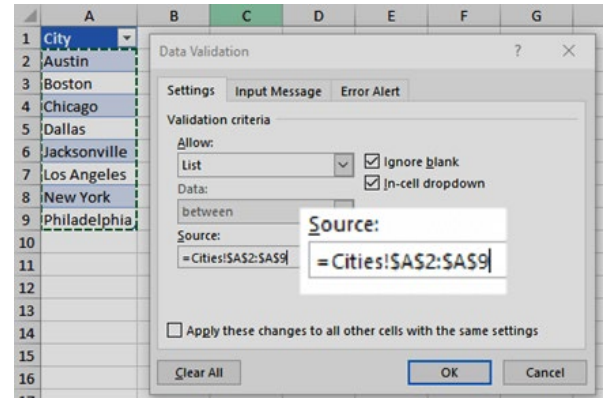 A B C D E F G
1 City
2 Austin
3 Boston
4 Chicago
5 Dallas
6 Jacksonville
7 Los Angeles
8 New York
9 Philadelphia
10
11
12
13
14
15
16
Data Validation ? ×
Settings Input Message Error Alert
Validation criteria
Allow:
List
Ignore blank
Data:
In-cell dropdown
between
Source:
=Cities!$A$2:$A$9
Source:
=Cities!$A$2:$A$9
Apply these changes to all other cells with the same settings
Clear All OK Cancel